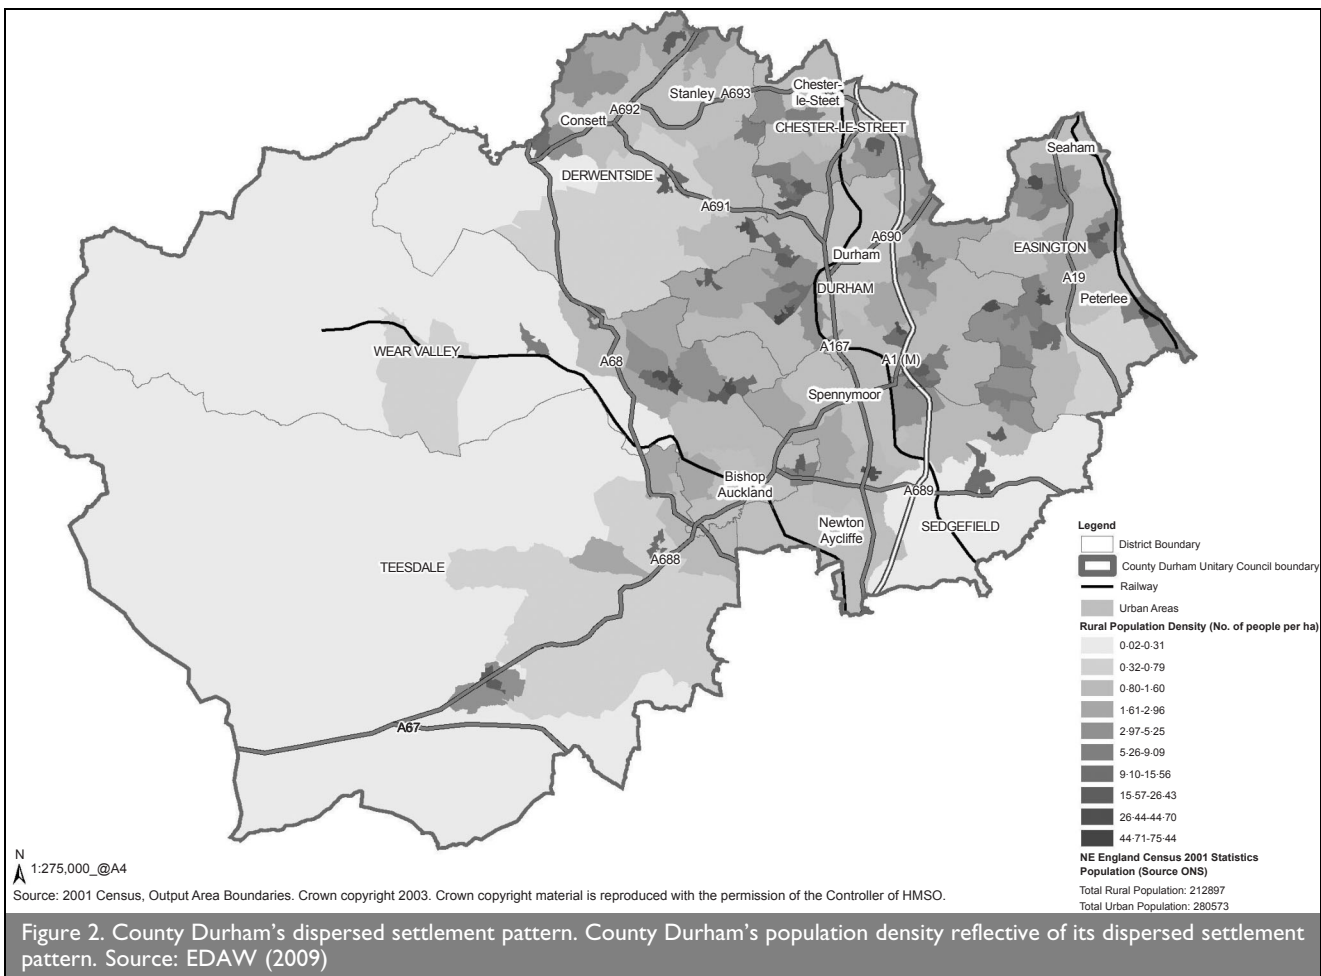 Chester-
le-Steet
Stanley
A693
A692
Consett
CHESTER-LE-STREET
Seaham
DERWENTSIDE
A691
A690
EASINGTON
Durham
A19
DURHAM
Peterlee
A167
WEAR VALLEY
A68
A1 (M)
Spennymoor
Bishop
Auckland
A689
Newton
Aycliffe
SEDGEFIELD
A688
TEESDALE
A67
Legend
District Boundary
County Durham Unitary Council boundary
Railway
Urban Areas
Rural Population Density (No. of people per ha)
0·02-0·31
0·32-0·79
0·80-1·60
1·61-2·96
2·97-5·25
5·26-9·09
9·10-15·56
15·57-26·43
26·44-44·70
44·71-75·44
NE England Census 2001 Statistics
Population (Source ONS)
Total Rural Population: 212897
Total Urban Population: 280573
N
1:275,000_@A4
Source: 2001 Census, Output Area Boundaries. Crown copyright 2003. Crown copyright material is reproduced with the permission of the Controller of HMSO.
Figure 2. County Durham's dispersed settlement pattern. County Durham's population density reflective of its dispersed settlement
pattern. Source: EDAW (2009)